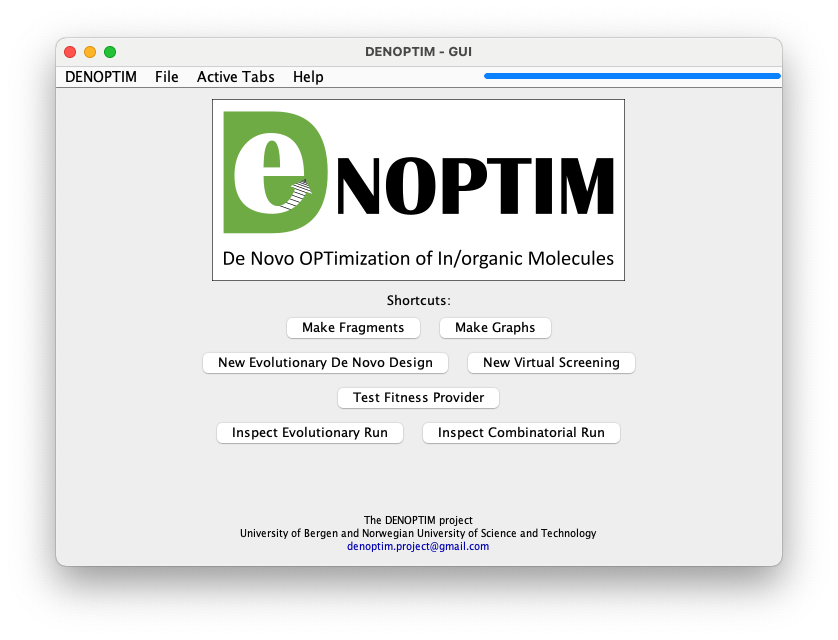 DENOPTIM - GUI
DENOPTIM File Active Tabs Help
DeNOPTIM
De Novo OPTimization of In/organic Molecules
Shortcuts:
Make Fragments Make Graphs
New Evolutionary De Novo Design New Virtual Screening
Test Fitness Provider
Inspect Evolutionary Run Inspect Combinatorial Run
The DENOPTIM project
University of Bergen and Norwegian University of Science and Technology
denoptim.project@gmail.com